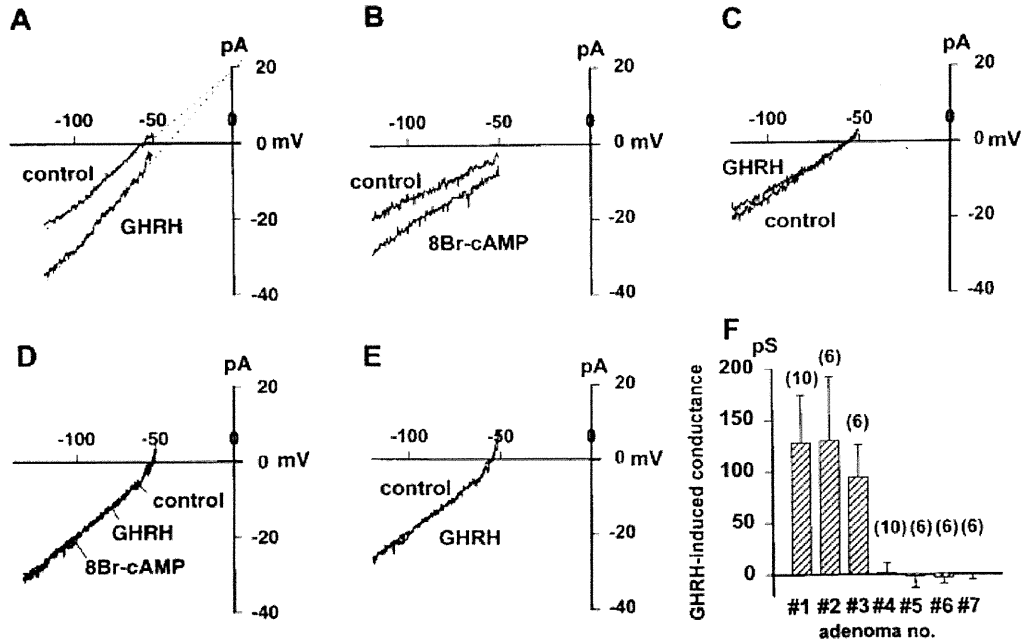 A
pA
20
-100 -50 0
0 mV
control
-20
GHRH
-40
B
pA
20
-100 -50 0
0 mV
control
-20
8Br-cAMP
-40
C
pA
20
-100 -50 0
0 mV
GHRH
control
-20
-40
D
pA
20
-100 -50 0
0 mV
control
GHRH
-20
8Br-cAMP
-40
E
pA
20
-100 -50 0
0 mV
control
-20
GHRH
-40
F
pS
GHRH-induced conductance
200
150
100
50
0
(10) (6) (6) (10) (6) (6) (6)
#1 #2 #3 #4 #5 #6 #7
adenoma no.